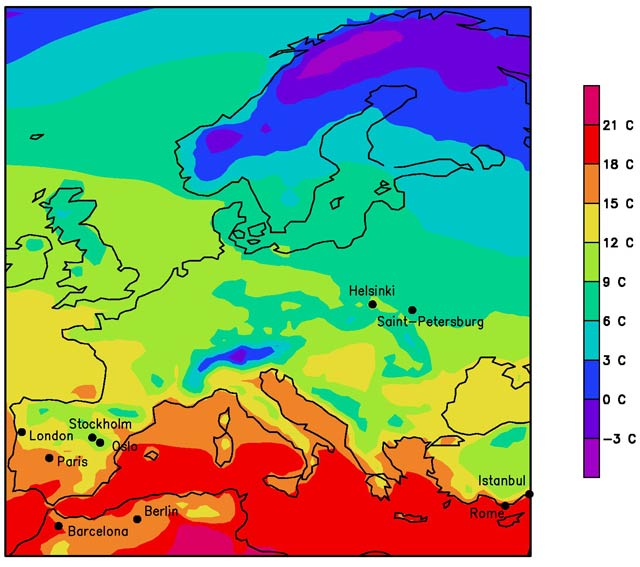 21 C
18 C
15 C
12 C
9 C
6 C
3 C
0 C
−3 C
Helsinki
Saint−Petersburg
Stockholm
London
Oslo
Paris
Istanbul
Rome
Berlin
Barcelona